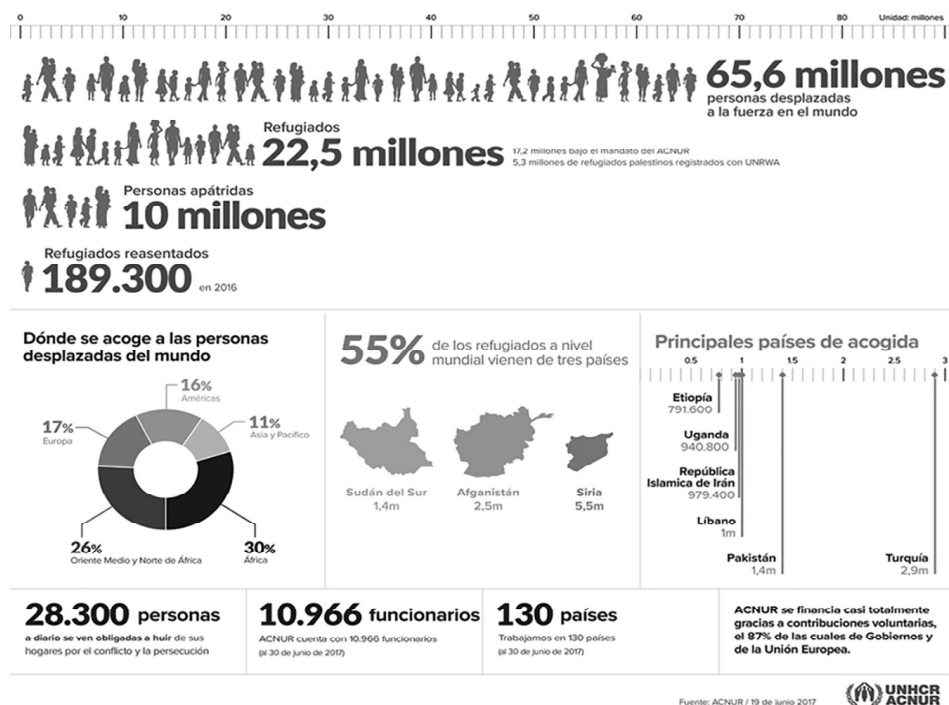 0 10 20 30 40 50 60 70 80 Unidad: millones
65,6 millones
personas desplazadas
a la fuerza en el mundo
Refugiados
22,5 millones
17,2 millones bajo el mandato del ACNUR
5,3 millones de refugiados palestinos registrados con UNRWA
Personas apátridas
10 millones
Refugiados reasentados
189.300 en 2016
Dónde se acoge a las personas
desplazadas del mundo
16%
Américas
17%
Europa
11%
Asia y Pacífico
26%
Oriente Medio y Norte de África
30%
África
55% de los refugiados a nivel
mundial vienen de tres países
Sudán del Sur
1,4m
Afganistán
2,5m
Siria
5,5m
Principales países de acogida
0.5 1 1.5 2 2.5 3
Etiopía
791.600
Uganda
940.800
República
Islamica de Irán
979.400
Líbano
1m
Pakistán
1,4m
Turquía
2,9m
28.300 personas
a diario se ven obligadas a huir de sus
hogares por el conflicto y la persecución
10.966 funcionarios
ACNUR cuenta con 10.966 funcionarios
(al 30 de junio de 2017)
130 países
Trabajamos en 130 países
(al 30 de junio de 2017)
ACNUR se financia casi totalmente
gracias a contribuciones voluntarias,
el 87% de las cuales de Gobiernos y
de la Unión Europea.
Fuente: ACNUR / 19 de junio 2017
UNHCR
ACNUR